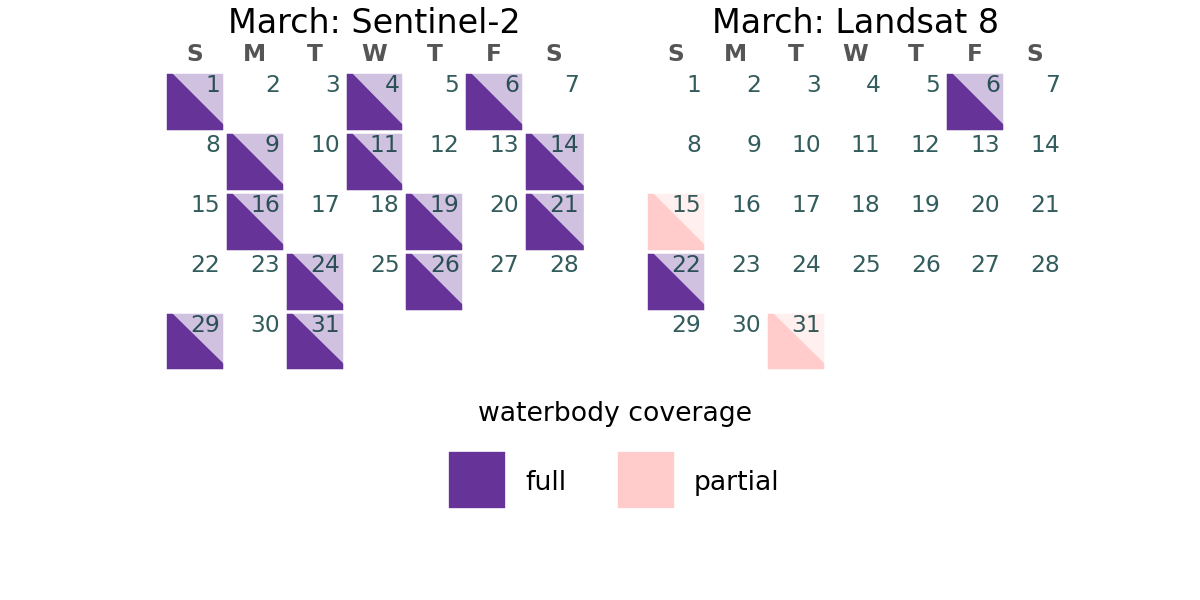 March: Sentinel-2
S M T W T F S
1 2 3 4 5 6 7
8 9 10 11 12 13 14
15 16 17 18 19 20 21
22 23 24 25 26 27 28
29 30 31
March: Landsat 8
S M T W T F S
1 2 3 4 5 6 7
8 9 10 11 12 13 14
15 16 17 18 19 20 21
22 23 24 25 26 27 28
29 30 31
waterbody coverage
full
partial